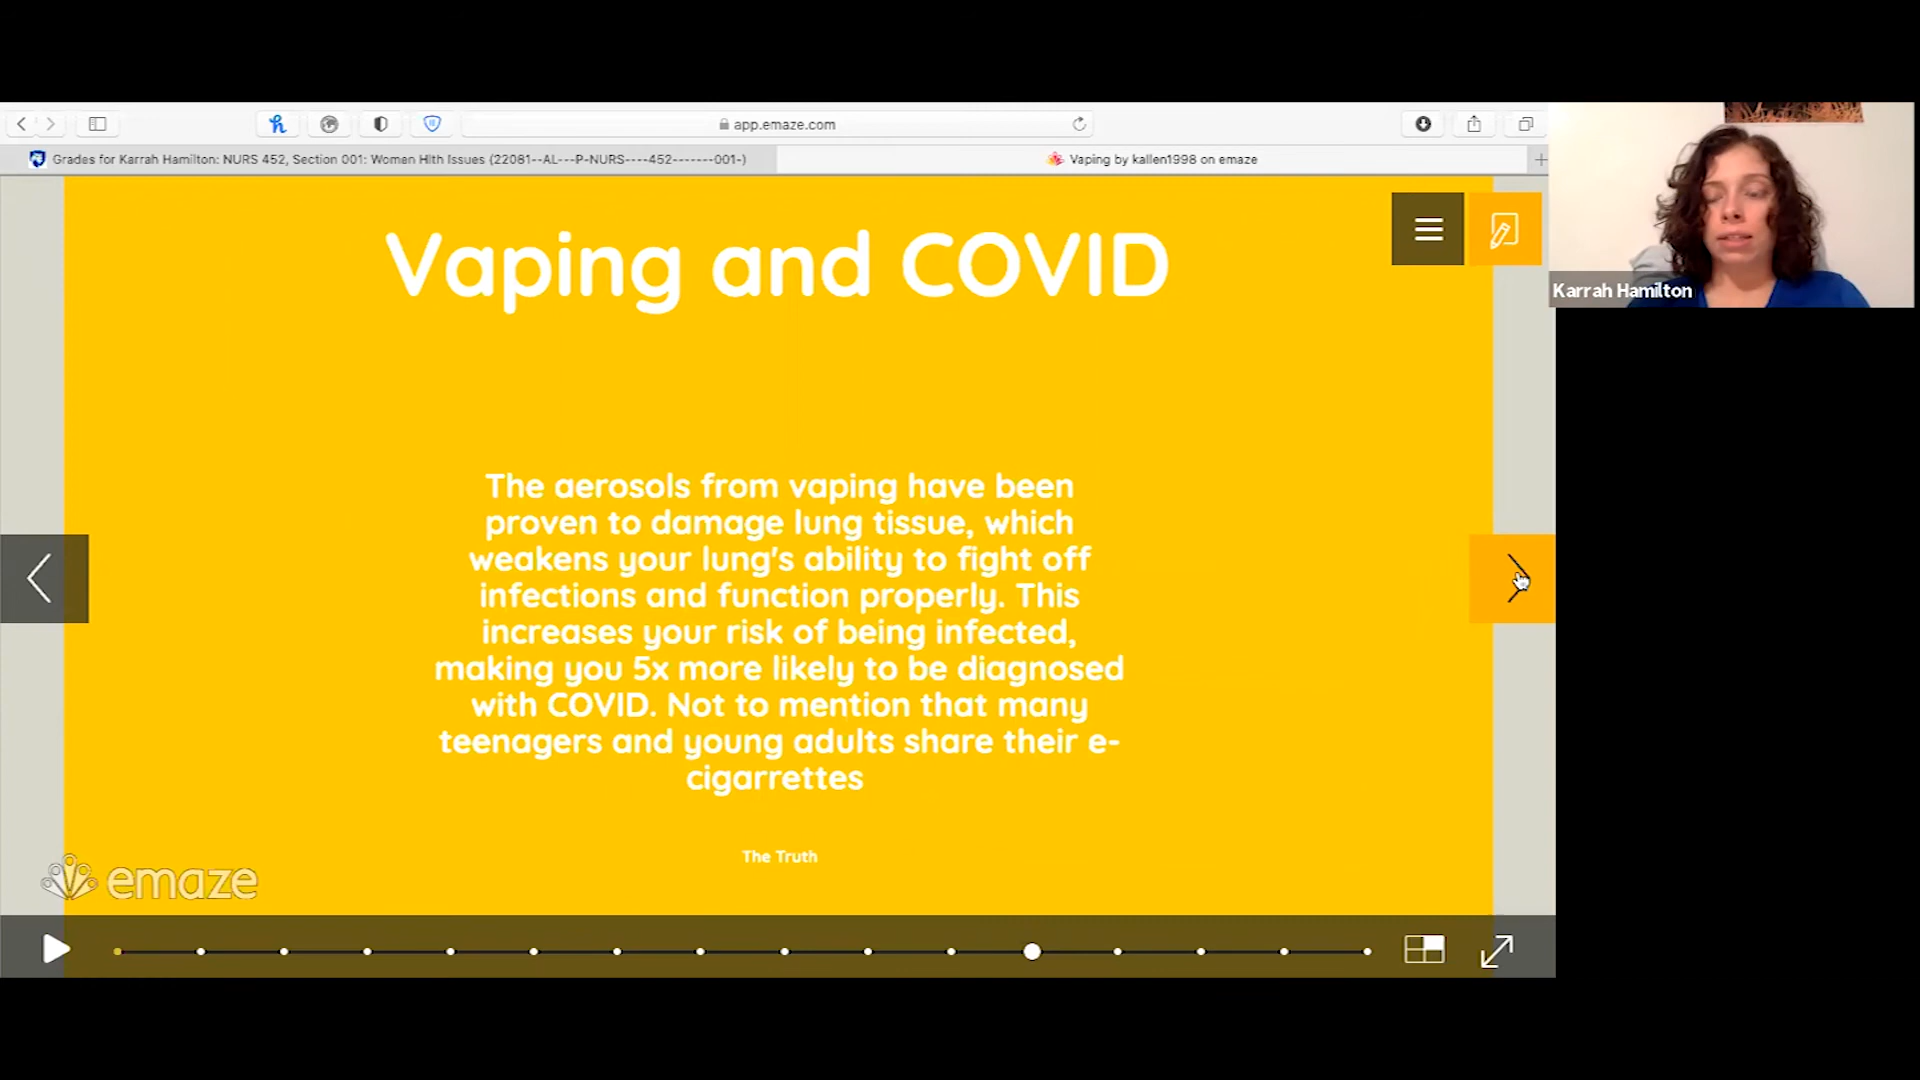 app.emaze.com
Grades for Karrah Hamilton: NURS 452, Section 001: Women Hlth Issues (22081--AL---P-NURS----452-------001-)
Vaping by kallen1998 on emaze
Vaping and COVID
Karrah Hamilton
The aerosols from vaping have been
proven to damage lung tissue, which
weakens your lung's ability to fight off
infections and function properly. This
increases your risk of being infected,
making you 5x more likely to be diagnosed
with COVID. Not to mention that many
teenagers and young adults share their e-
cigarrettes
The Truth
emaze